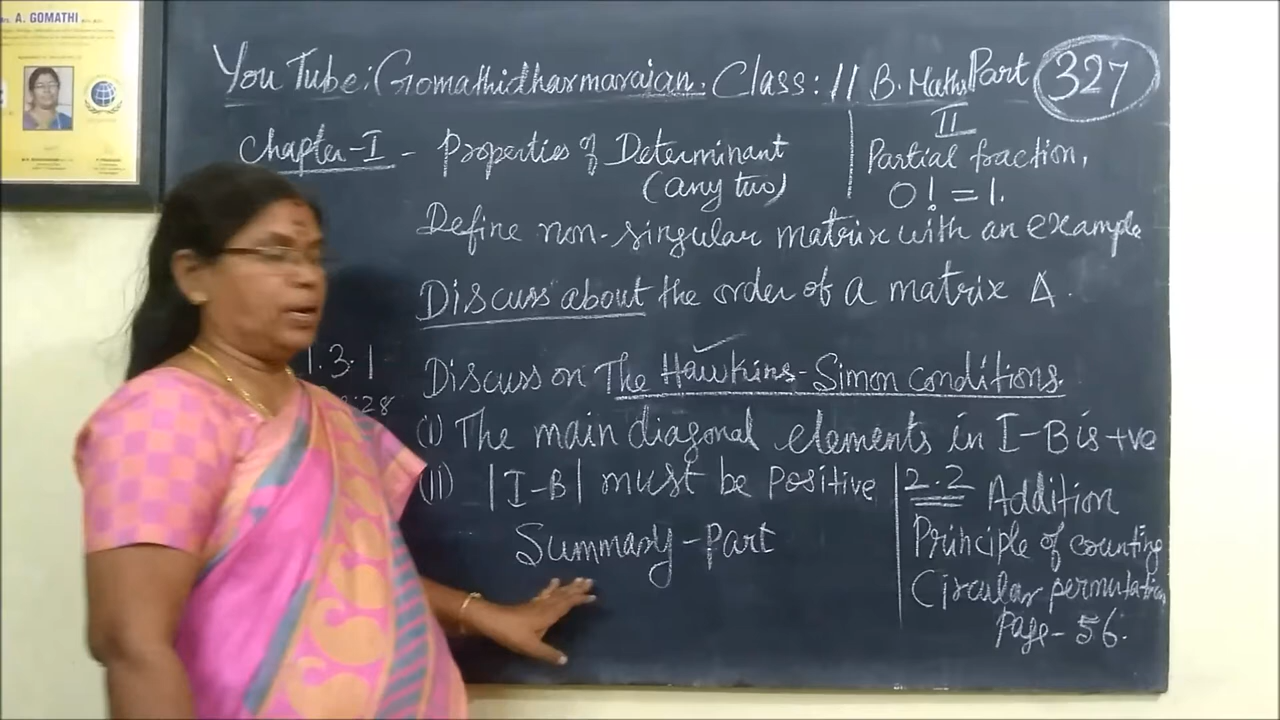 Mrs. A. GOMATHI
YouTube: Gomathidharmarajan. Class: 11 B. Maths Part 327
Chapter-I - Properties of Determinant
(any two)
II
Partial fraction,
0! = 1.
Define non-singular matrix with an example
Discuss about the order of a matrix Δ.
1.3.1
:28
Discuss on The Hawkins-Simon conditions.
(i) The main diagonal elements in I-B is +ve
(ii) |I-B| must be positive
Summary-Part
2.2 Addition
Principle of counting
Circular permutation
Page-56.